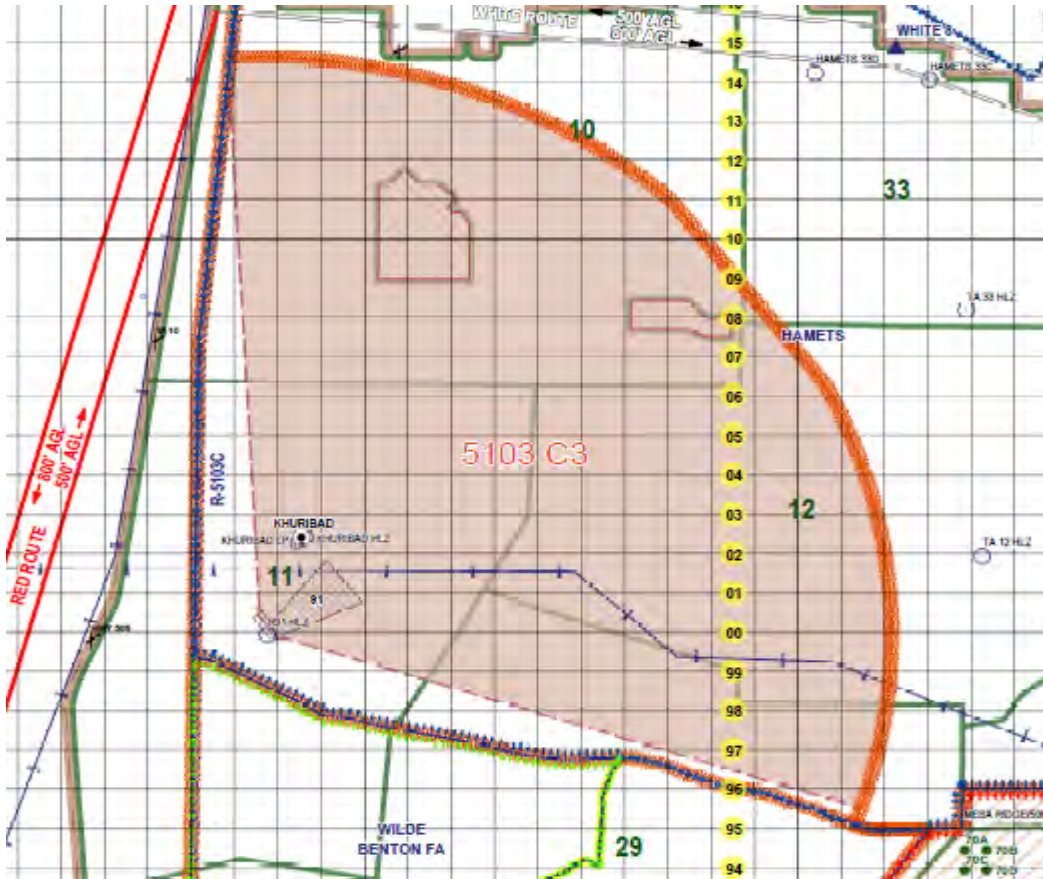 WHITE ROUTE
500' AGL
800' AGL
15
WHITE 8
HAMETS 33D
HAMETS 33C
14
13
10
12
11
33
10
09
TA 33 HLZ
08
HAMETS
07
06
5103 C3
05
800' AGL
500' AGL
RED ROUTE
R-5103C
04
03
12
KHURIBAD
KHURIBAD HLZ
02
TA 12 HLZ
11
01
91
00
99
98
97
96
95
MESA RIDGE/50
WILDE
BENTON FA
29
70A
70B
70C
70D
94